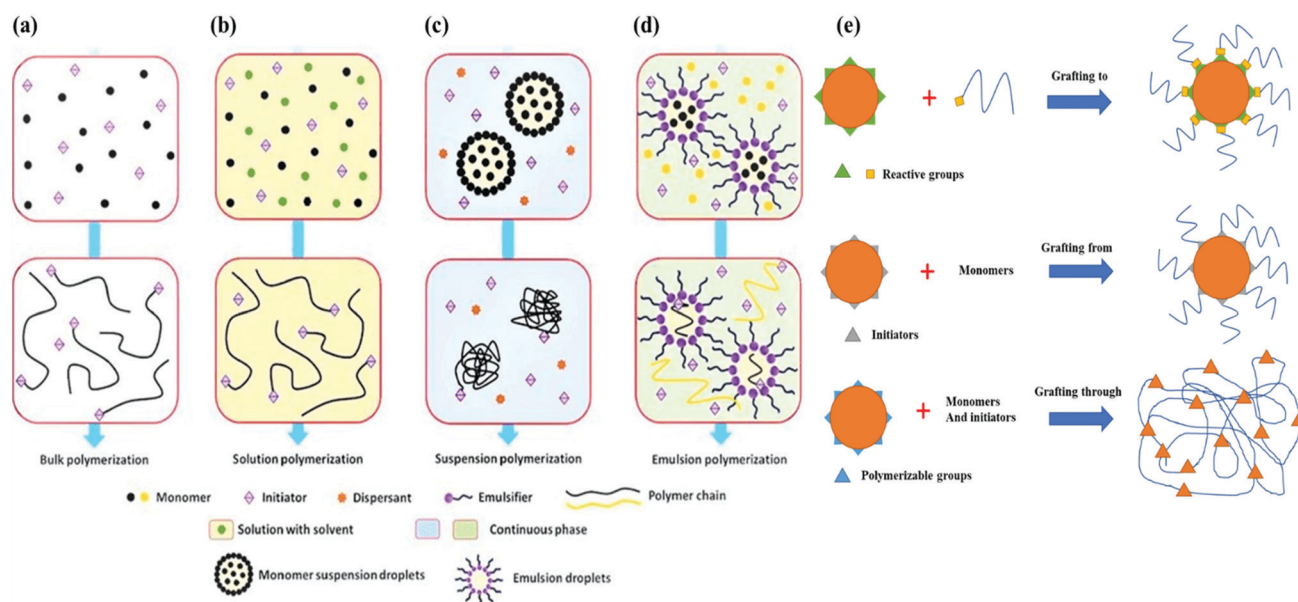 (a)
(b)
(c)
(d)
(e)
Bulk polymerization
Solution polymerization
Suspension polymerization
Emulsion polymerization
Monomer
Initiator
Dispersant
Emulsifier
Polymer chain
Solution with solvent
Continuous phase
Monomer suspension droplets
Emulsion droplets
+
Grafting to
Reactive groups
+
Monomers
Grafting from
Initiators
+
Monomers
And initiators
Grafting through
Polymerizable groups